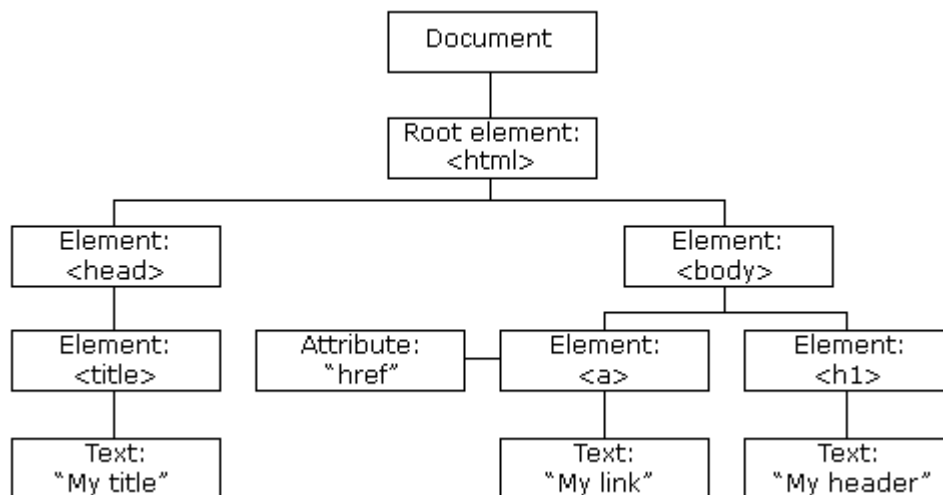 Document
Root element:
<html>
Element:
<head>
Element:
<body>
Element:
<title>
Attribute:
“href”
Element:
<a>
Element:
<h1>
Text:
“My title”
Text:
“My link”
Text:
“My header”